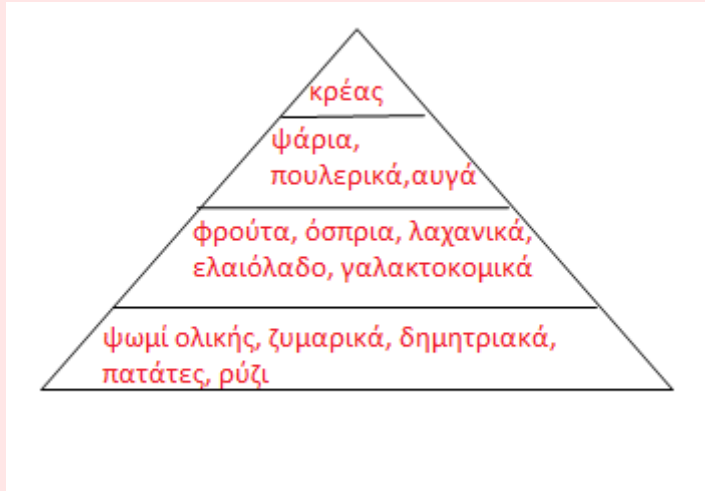 κρέας
ψάρια,
πουλερικά,αυγά
φρούτα, όσπρια, λαχανικά,
ελαιόλαδο, γαλακτοκομικά
ψωμί ολικής, ζυμαρικά, δημητριακά,
πατάτες, ρύζι